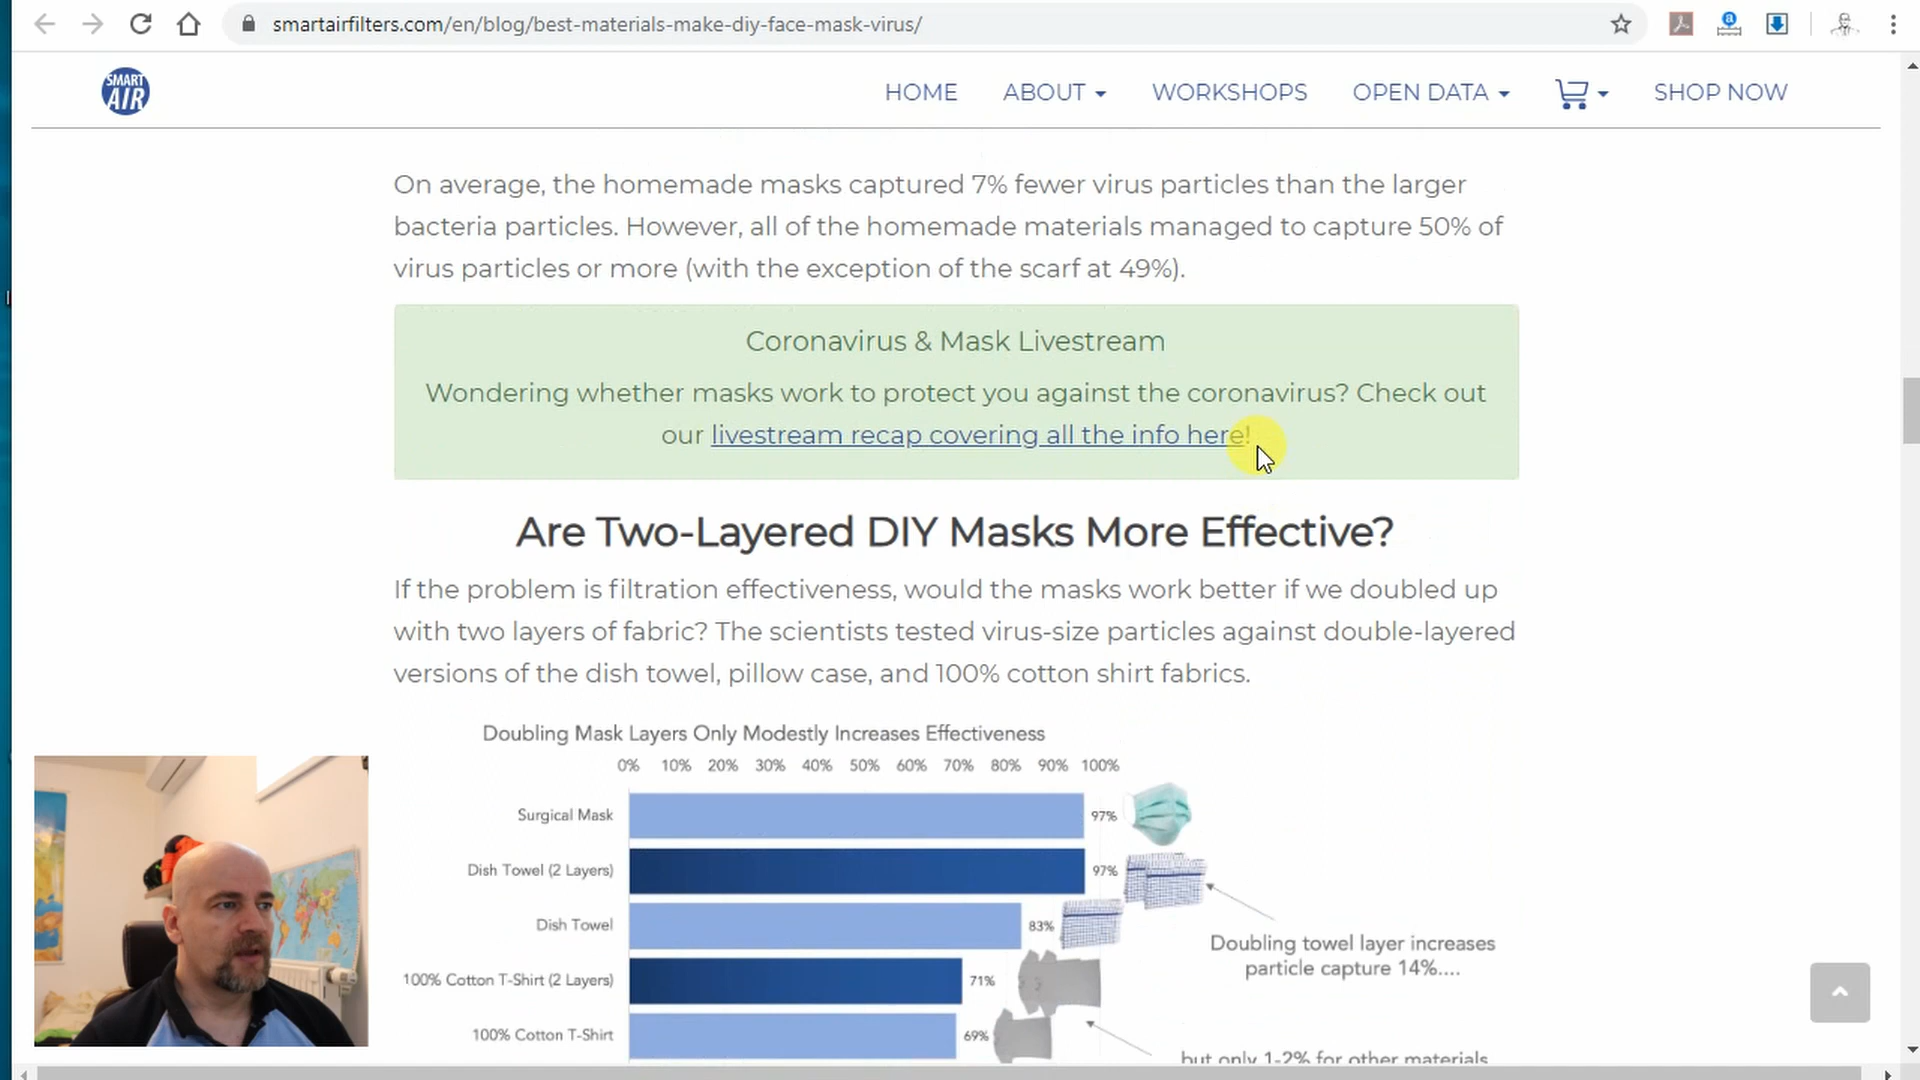 smartairfilters.com/en/blog/best-materials-make-diy-face-mask-virus/
SMART
AIR
HOME
ABOUT
WORKSHOPS
OPEN DATA
SHOP NOW
On average, the homemade masks captured 7% fewer virus particles than the larger
bacteria particles. However, all of the homemade materials managed to capture 50% of
virus particles or more (with the exception of the scarf at 49%).
Coronavirus & Mask Livestream
Wondering whether masks work to protect you against the coronavirus? Check out
our livestream recap covering all the info here!
Are Two-Layered DIY Masks More Effective?
If the problem is filtration effectiveness, would the masks work better if we doubled up
with two layers of fabric? The scientists tested virus-size particles against double-layered
versions of the dish towel, pillow case, and 100% cotton shirt fabrics.
Doubling Mask Layers Only Modestly Increases Effectiveness
0% 10% 20% 30% 40% 50% 60% 70% 80% 90% 100%
Surgical Mask 97%
Dish Towel (2 Layers) 97%
Dish Towel 83%
Doubling towel layer increases
particle capture 14%....
100% Cotton T-Shirt (2 Layers) 71%
100% Cotton T-Shirt 69%
but only 1-2% for other materials